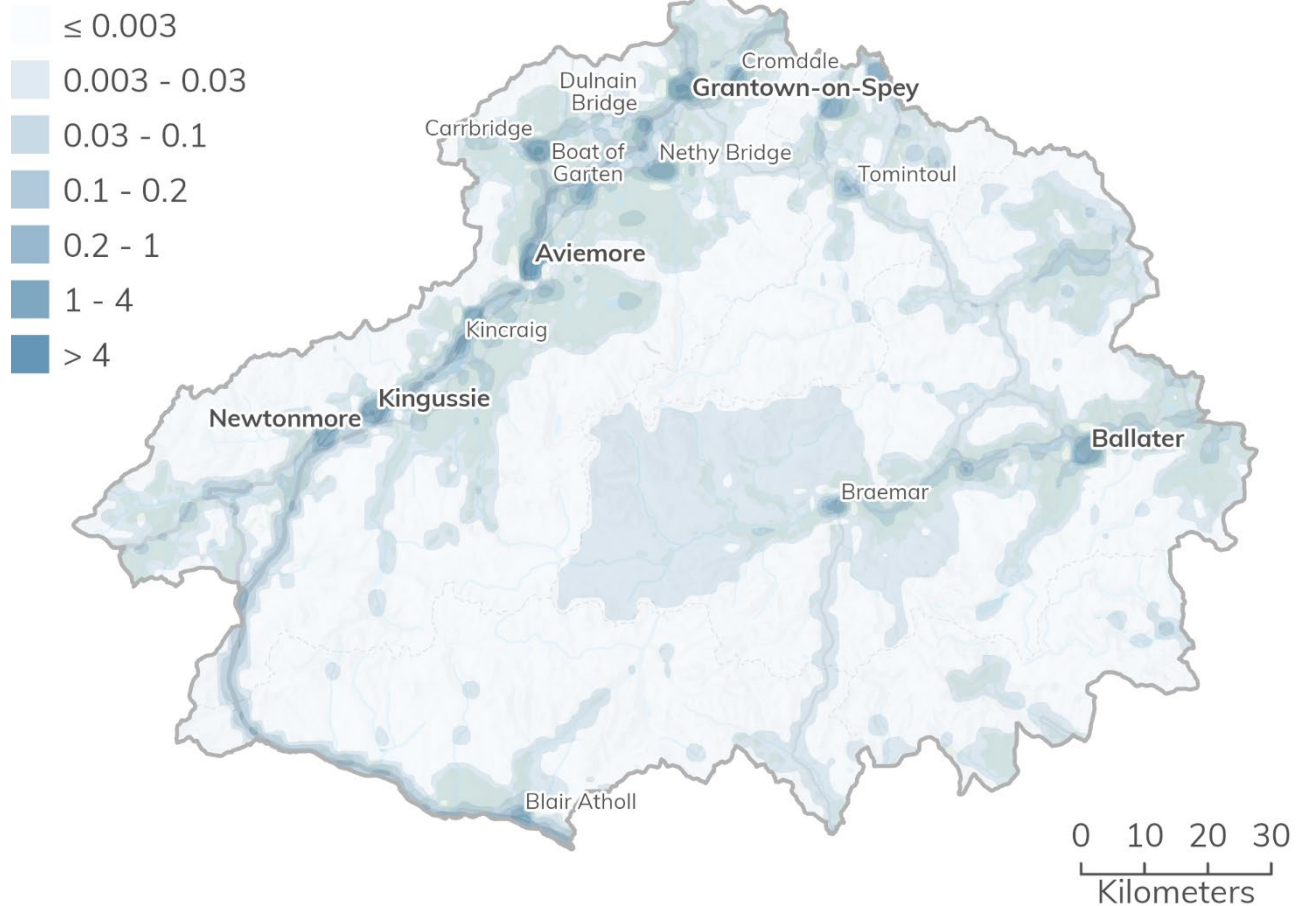 ≤ 0.003
0.003 - 0.03
0.03 - 0.1
0.1 - 0.2
0.2 - 1
1 - 4
> 4
Cromdale
Dulnain
Bridge
Grantown-on-Spey
Carrbridge
Boat of
Garten
Nethy Bridge
Tomintoul
Aviemore
Kincraig
Kingussie
Newtonmore
Ballater
Braemar
Blair Atholl
0 10 20 30
Kilometers